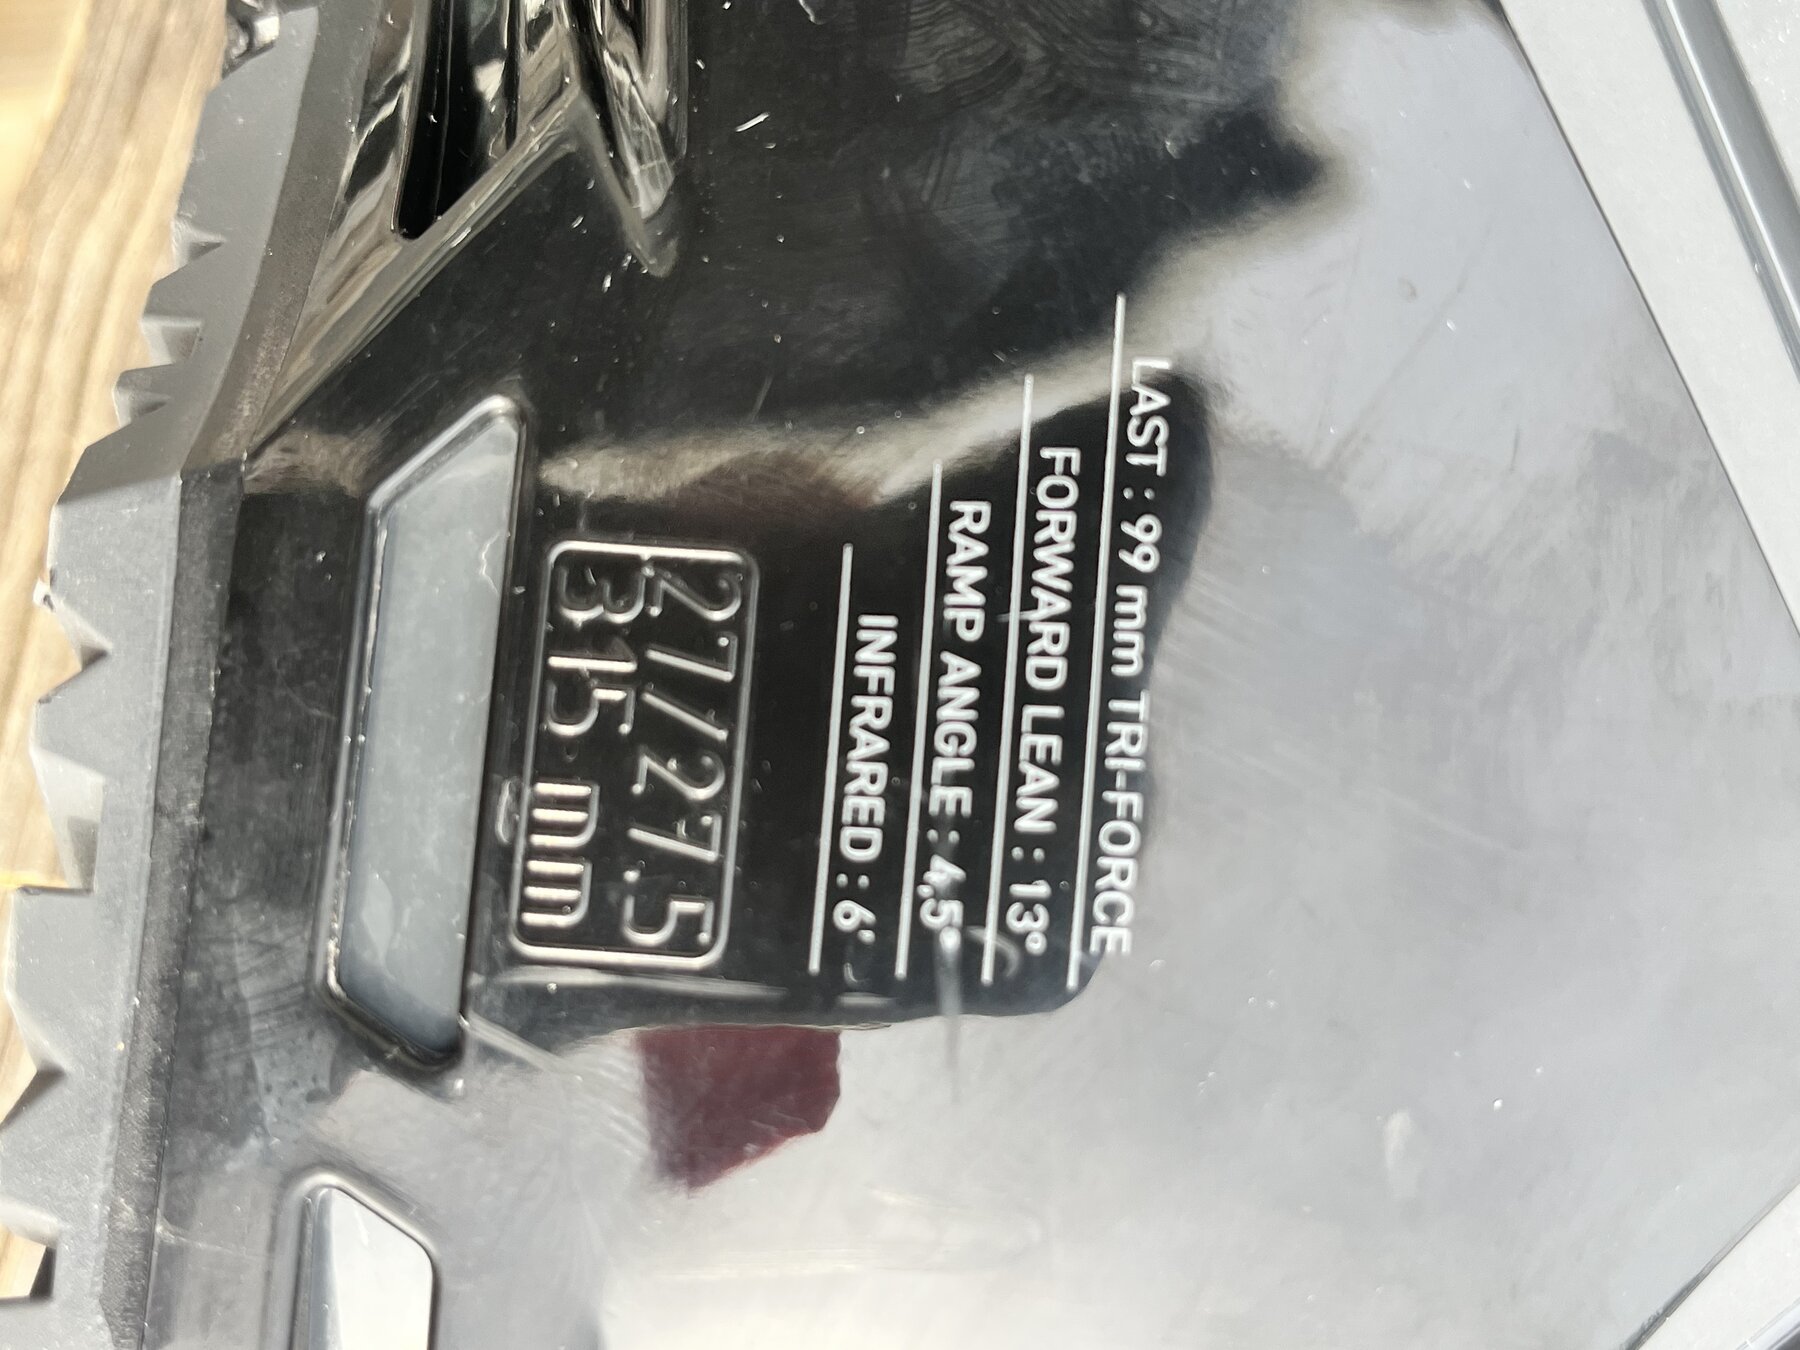 LAST : 99 mm TRI-FORCE
FORWARD LEAN : 13°
RAMP ANGLE : 4,5°
INFRARED : 6'
27/27.5
315 mm